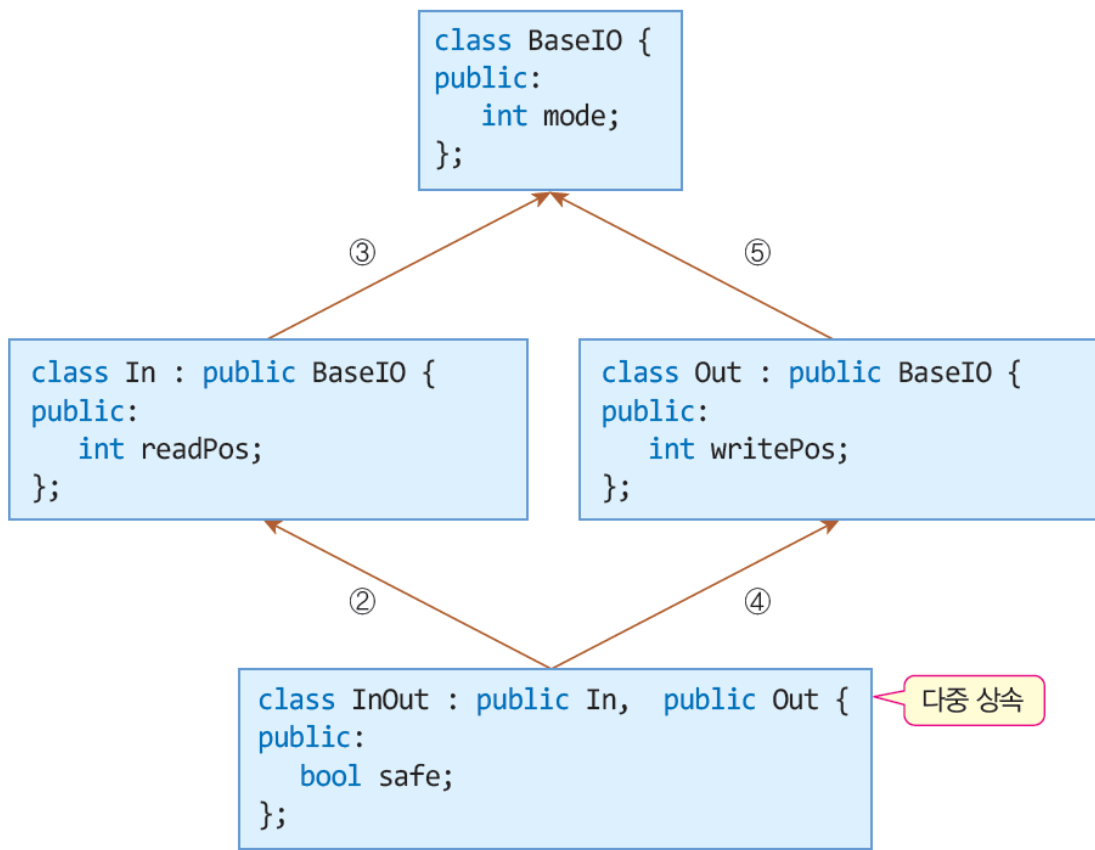 class BaseIO {
public:
   int mode;
};
③
⑤
class In : public BaseIO {
public:
   int readPos;
};
class Out : public BaseIO {
public:
   int writePos;
};
②
④
class InOut : public In,  public Out {
public:
   bool safe;
};
다중 상속